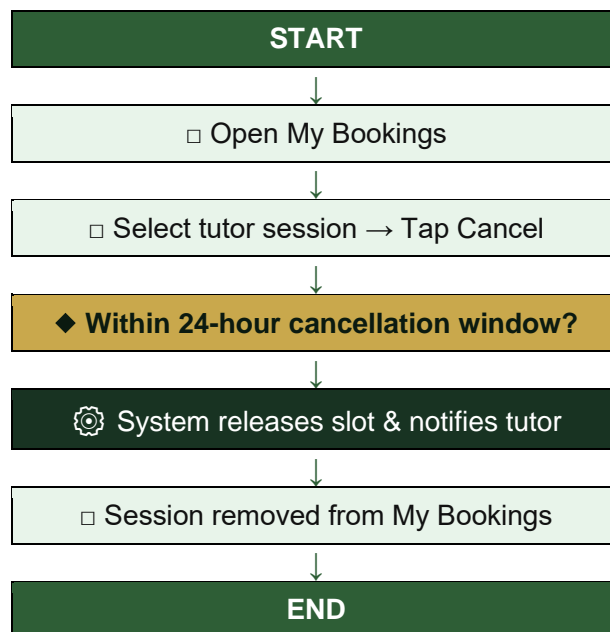 START
↓
□ Open My Bookings
↓
□ Select tutor session → Tap Cancel
↓
◆ Within 24-hour cancellation window?
↓
⚙ System releases slot & notifies tutor
↓
□ Session removed from My Bookings
↓
END